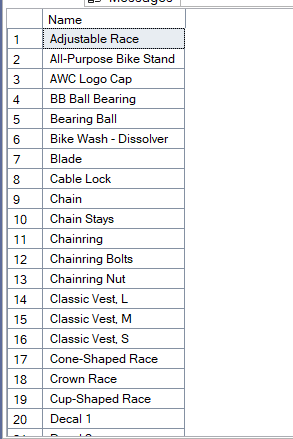 Messages
Name
1 Adjustable Race
2 All-Purpose Bike Stand
3 AWC Logo Cap
4 BB Ball Bearing
5 Bearing Ball
6 Bike Wash - Dissolver
7 Blade
8 Cable Lock
9 Chain
10 Chain Stays
11 Chainring
12 Chainring Bolts
13 Chainring Nut
14 Classic Vest, L
15 Classic Vest, M
16 Classic Vest, S
17 Cone-Shaped Race
18 Crown Race
19 Cup-Shaped Race
20 Decal 1